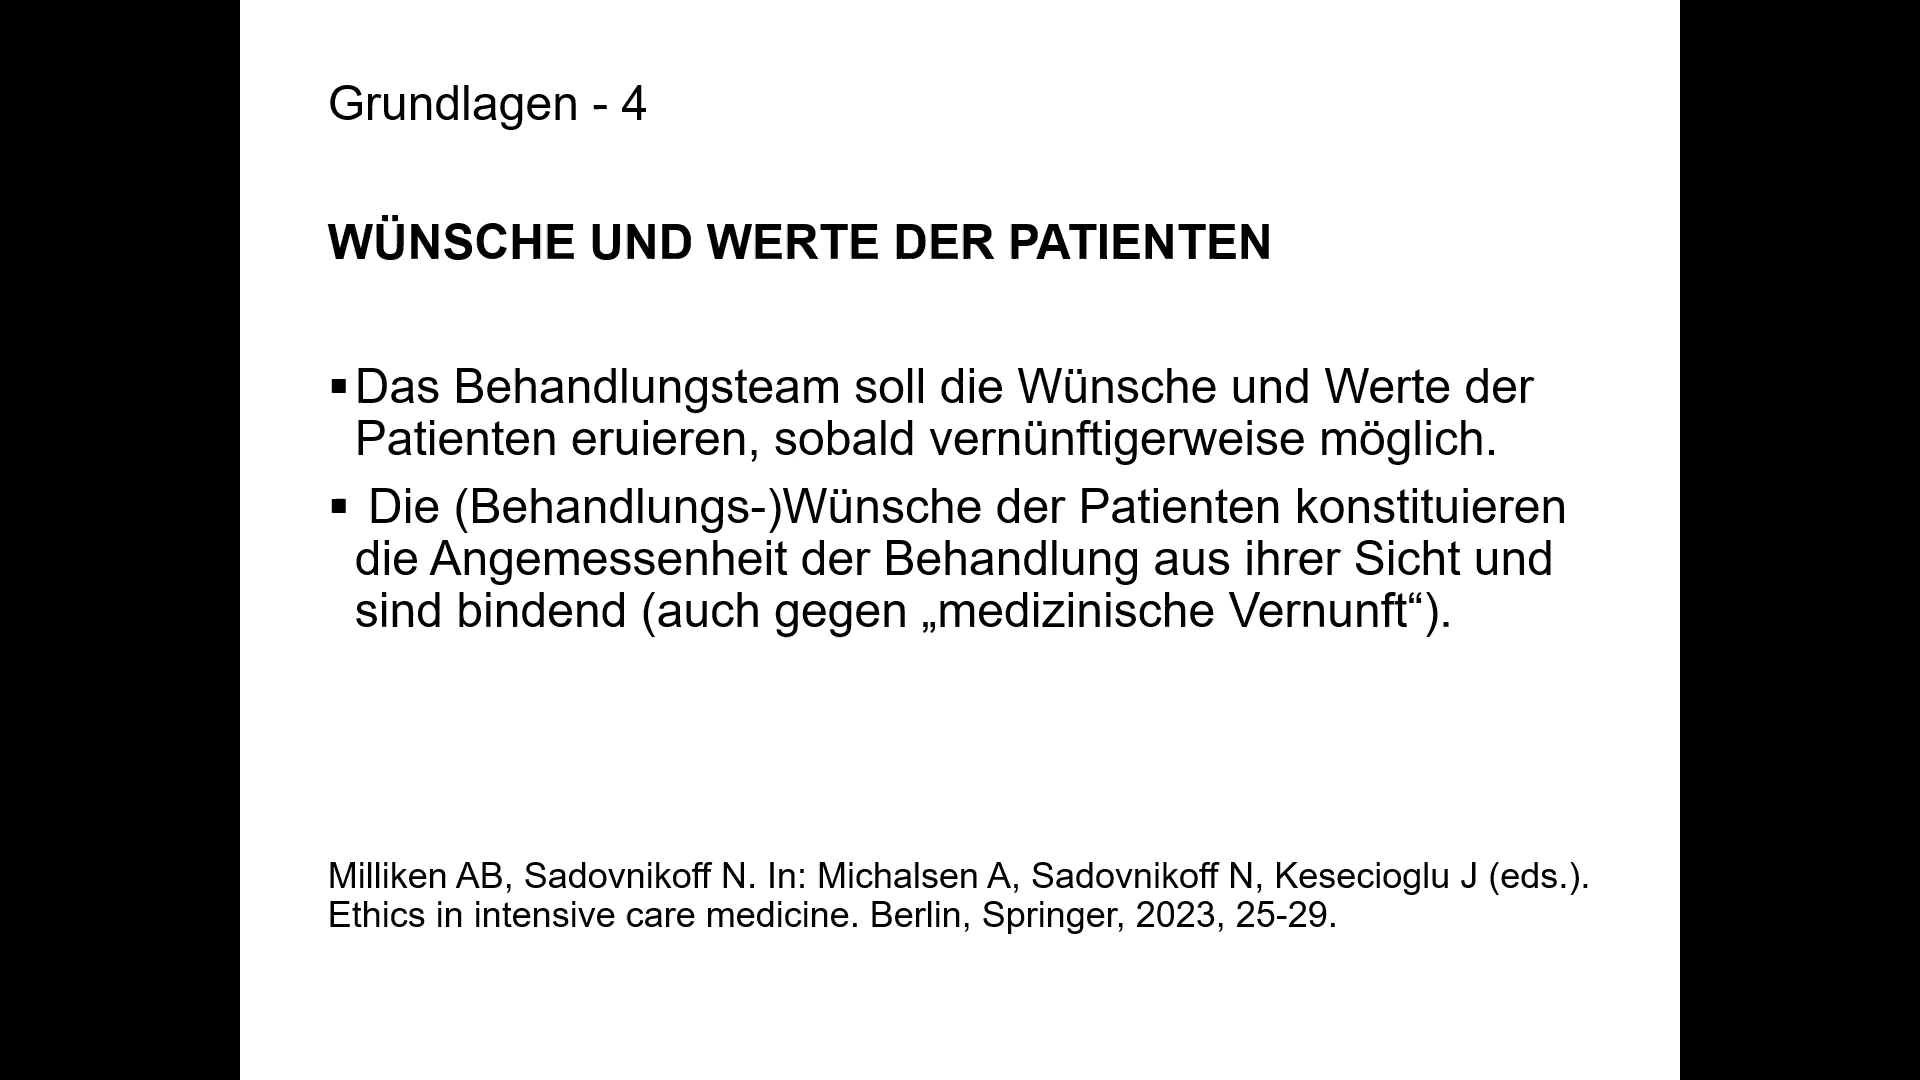 Grundlagen - 4
WÜNSCHE UND WERTE DER PATIENTEN
▪Das Behandlungsteam soll die Wünsche und Werte der
Patienten eruieren, sobald vernünftigerweise möglich.
▪ Die (Behandlungs-)Wünsche der Patienten konstituieren
die Angemessenheit der Behandlung aus ihrer Sicht und
sind bindend (auch gegen „medizinische Vernunft“).
Milliken AB, Sadovnikoff N. In: Michalsen A, Sadovnikoff N, Kesecioglu J (eds.).
Ethics in intensive care medicine. Berlin, Springer, 2023, 25-29.